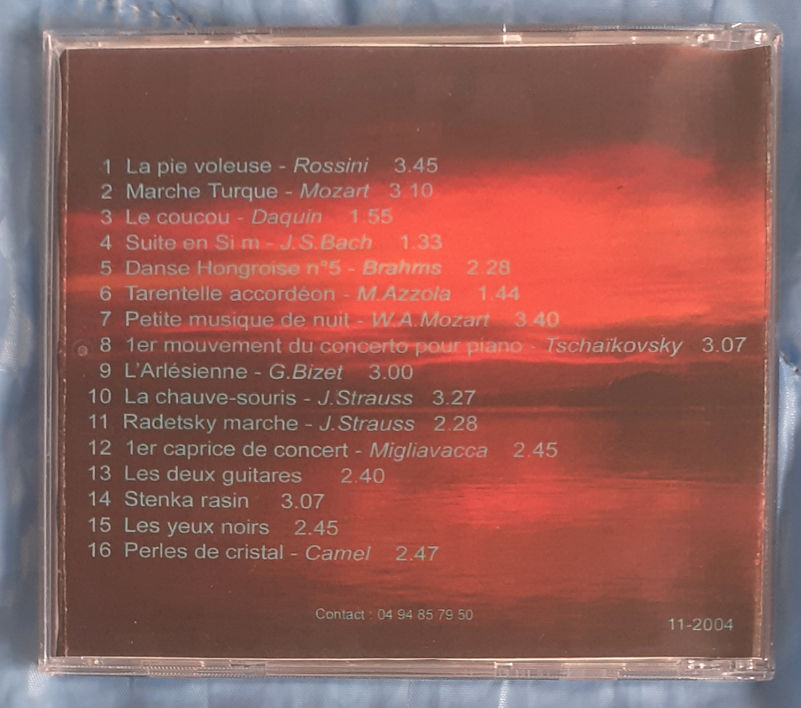 1 La pie voleuse - Rossini 3.45
2 Marche Turque - Mozart 3.10
3 Le coucou - Daquin 1.55
4 Suite en Si m - J.S.Bach 1.33
5 Danse Hongroise n°5 - Brahms 2.28
6 Tarentelle accordéon - M.Azzola 1.44
7 Petite musique de nuit - W.A.Mozart 3.40
8 1er mouvement du concerto pour piano - Tschaïkovsky 3.07
9 L'Arlésienne - G.Bizet 3.00
10 La chauve-souris - J.Strauss 3.27
11 Radetsky marche - J.Strauss 2.28
12 1er caprice de concert - Migliavacca 2.45
13 Les deux guitares 2.40
14 Stenka rasin 3.07
15 Les yeux noirs 2.45
16 Perles de cristal - Camel 2.47
Contact : 04 94 85 79 50
11-2004